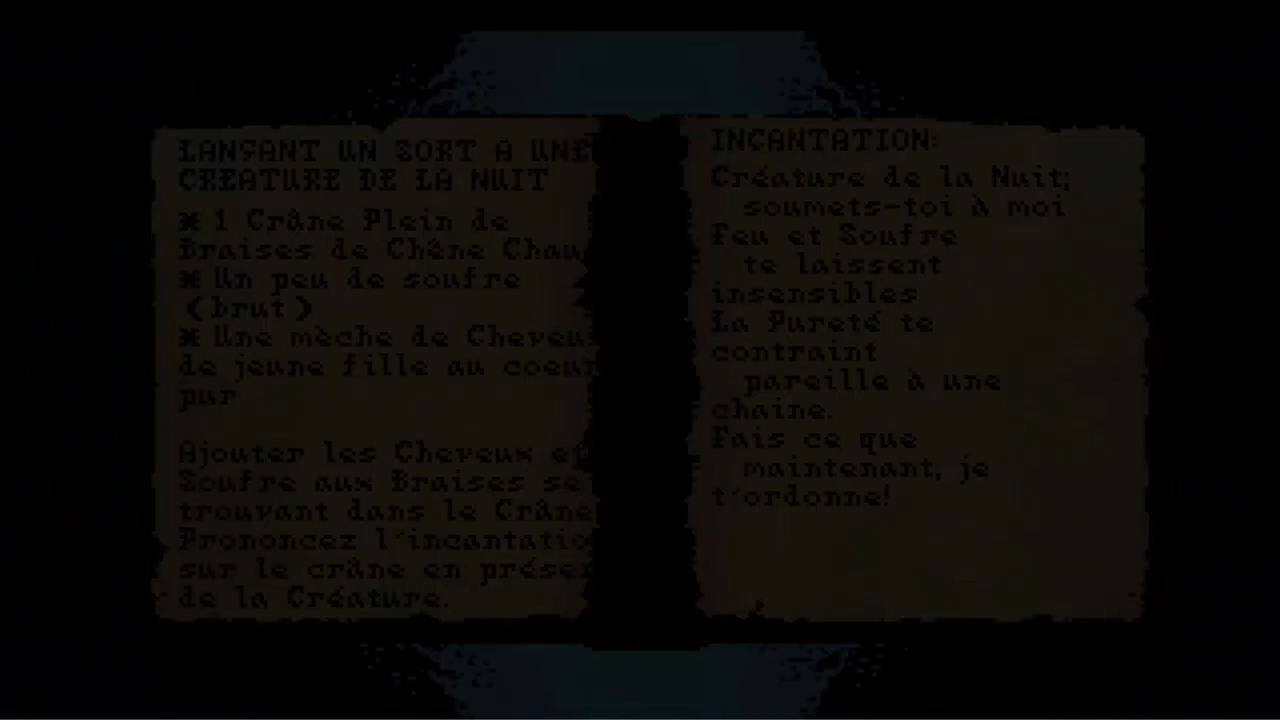 LANÇANT UN SORT A UNE
CREATURE DE LA NUIT
* 1 Crâne Plein de
Braises de Chêne Chau
* Un peu de soufre
(brut)
* Une mèche de Cheveu
de jeune fille au coeur
pur
Ajouter les Cheveux et
Soufre aux Braises se
trouvant dans le Crâne
Prononcez l'incantatio
sur le crâne en présen
de la Créature.
INCANTATION:
Créature de la Nuit;
soumets-toi à moi
Feu et Soufre
te laissent
insensibles
La Pureté te
contraint
pareille à une
chaine.
Fais ce que
maintenant, je
t'ordonne!